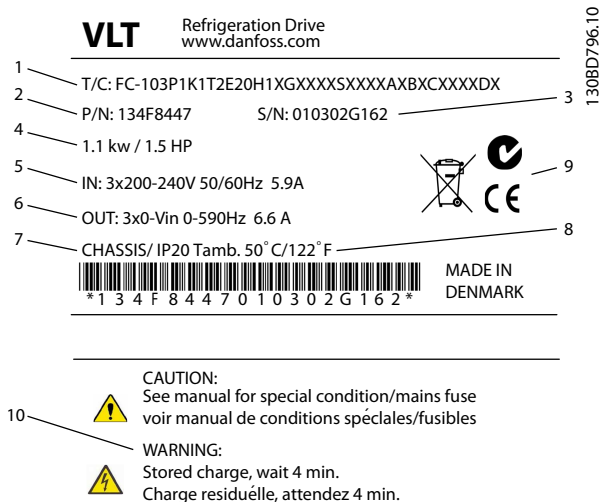 VLT
Refrigeration Drive
www.danfoss.com
130BD796.10
1
T/C: FC-103P1K1T2E20H1XGXXXXSXXXXAXBXCXXXXDX
2
P/N: 134F8447 S/N: 010302G162
3
4
1.1 kw / 1.5 HP
5
IN: 3x200-240V 50/60Hz 5.9A
9
CE
6
OUT: 3x0-Vin 0-590Hz 6.6 A
7
CHASSIS/ IP20 Tamb. 50˚C/122˚F
8
*134F8447010302G162*
MADE IN
DENMARK
CAUTION:
See manual for special condition/mains fuse
voir manual de conditions spéclales/fusibles
10
WARNING:
Stored charge, wait 4 min.
Charge residuélle, attendez 4 min.